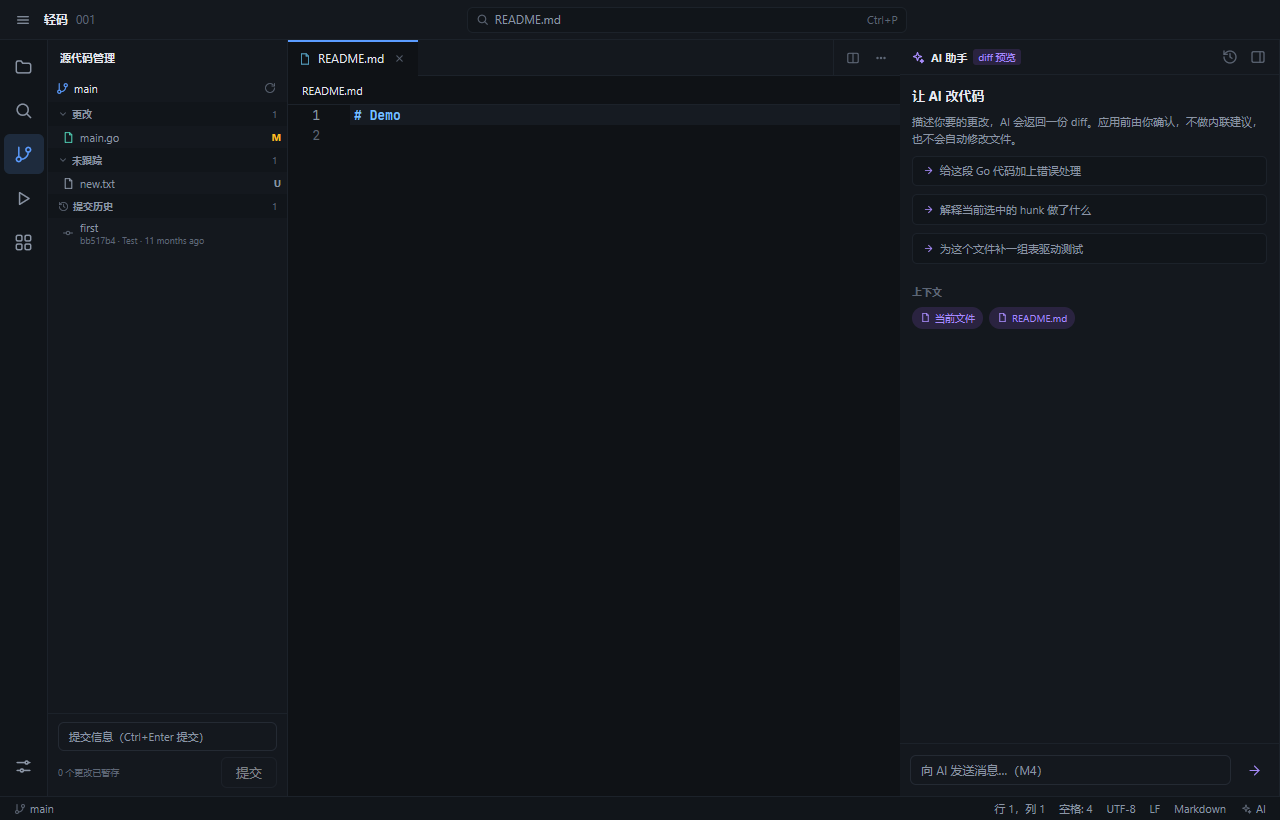 轻码 001
README.md Ctrl+P
源代码管理
main
更改 1
main.go M
未跟踪 1
new.txt U
提交历史 1
first
bb517b4 · Test · 11 months ago
提交信息（Ctrl+Enter 提交）
0 个更改已暂存 提交
README.md
README.md
1 # Demo
2
AI 助手 diff 预览
让 AI 改代码
描述你要的更改，AI 会返回一份 diff。应用前由你确认，不做内联建议，
也不会自动修改文件。
给这段 Go 代码加上错误处理
解释当前选中的 hunk 做了什么
为这个文件补一组表驱动测试
上下文
当前文件 README.md
向 AI 发送消息...（M4）
main 行 1，列 1 空格: 4 UTF-8 LF Markdown AI